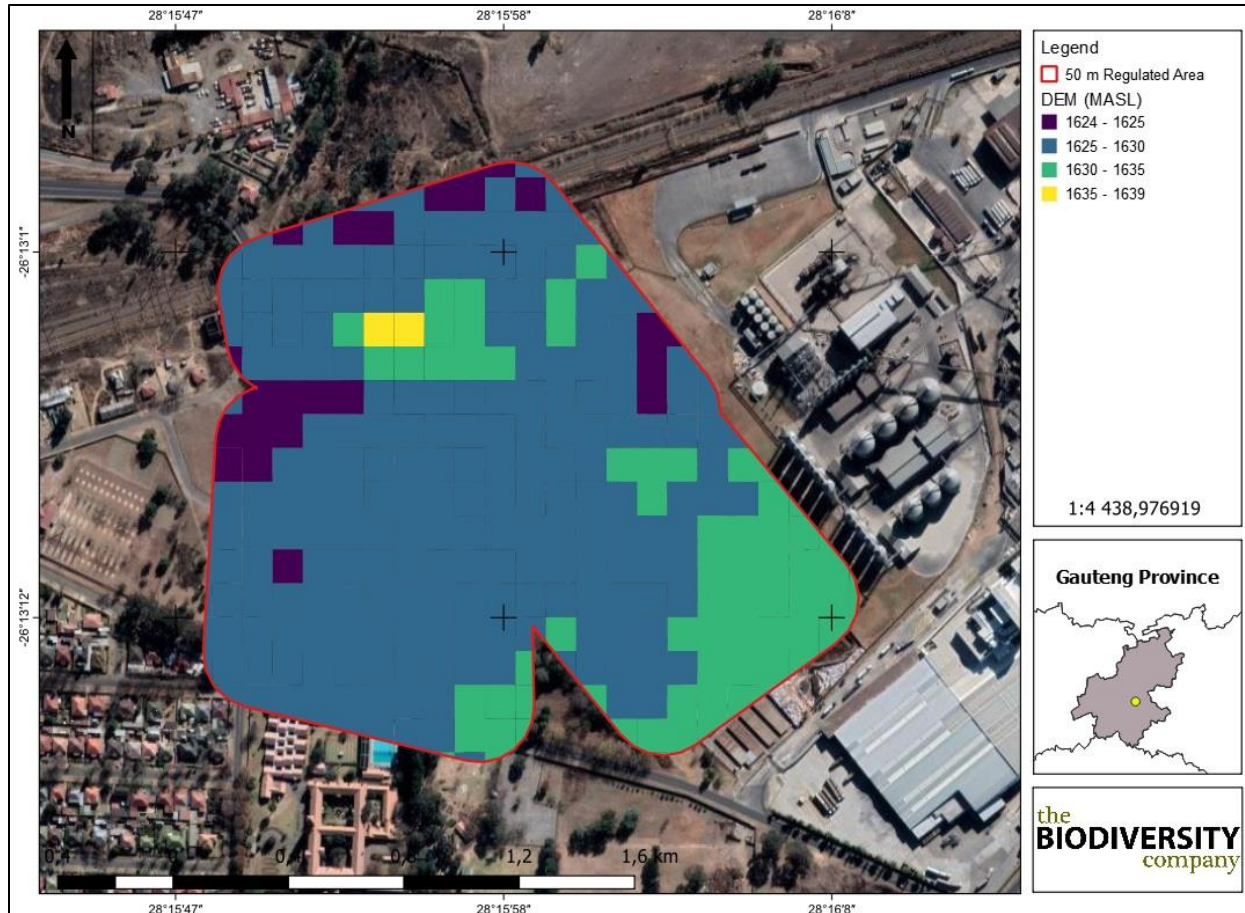 28°15'47"
28°15'58"
28°16'8"
N
-26°13'1"
-26°13'12"
0,4
0
0,4
0,8
1,2
1,6 km
28°15'47"
28°15'58"
28°16'8"
Legend
50 m Regulated Area
DEM (MASL)
1624 - 1625
1625 - 1630
1630 - 1635
1635 - 1639
1:4 438,976919
Gauteng Province
the
BIODIVERSITY
company